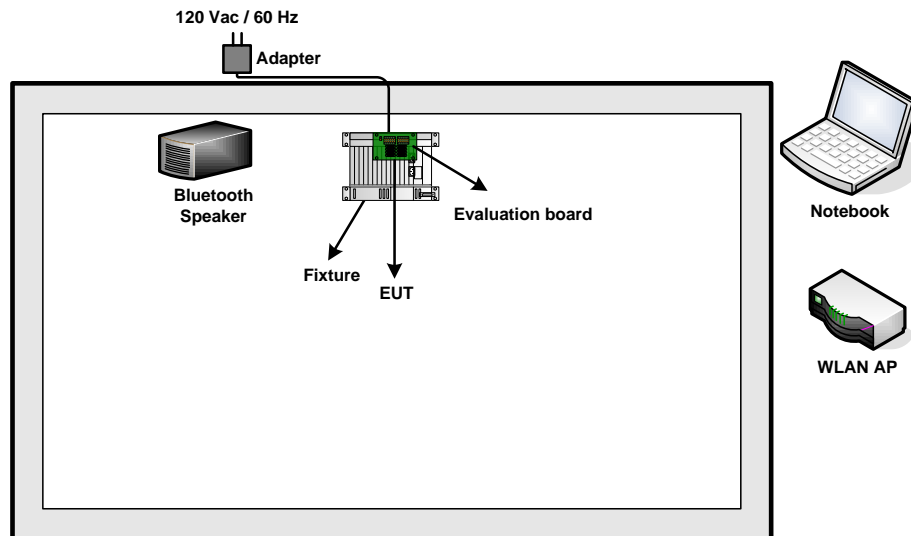 120 Vac / 60 Hz
Adapter
Bluetooth
Speaker
Evaluation board
Fixture
EUT
Notebook
WLAN AP